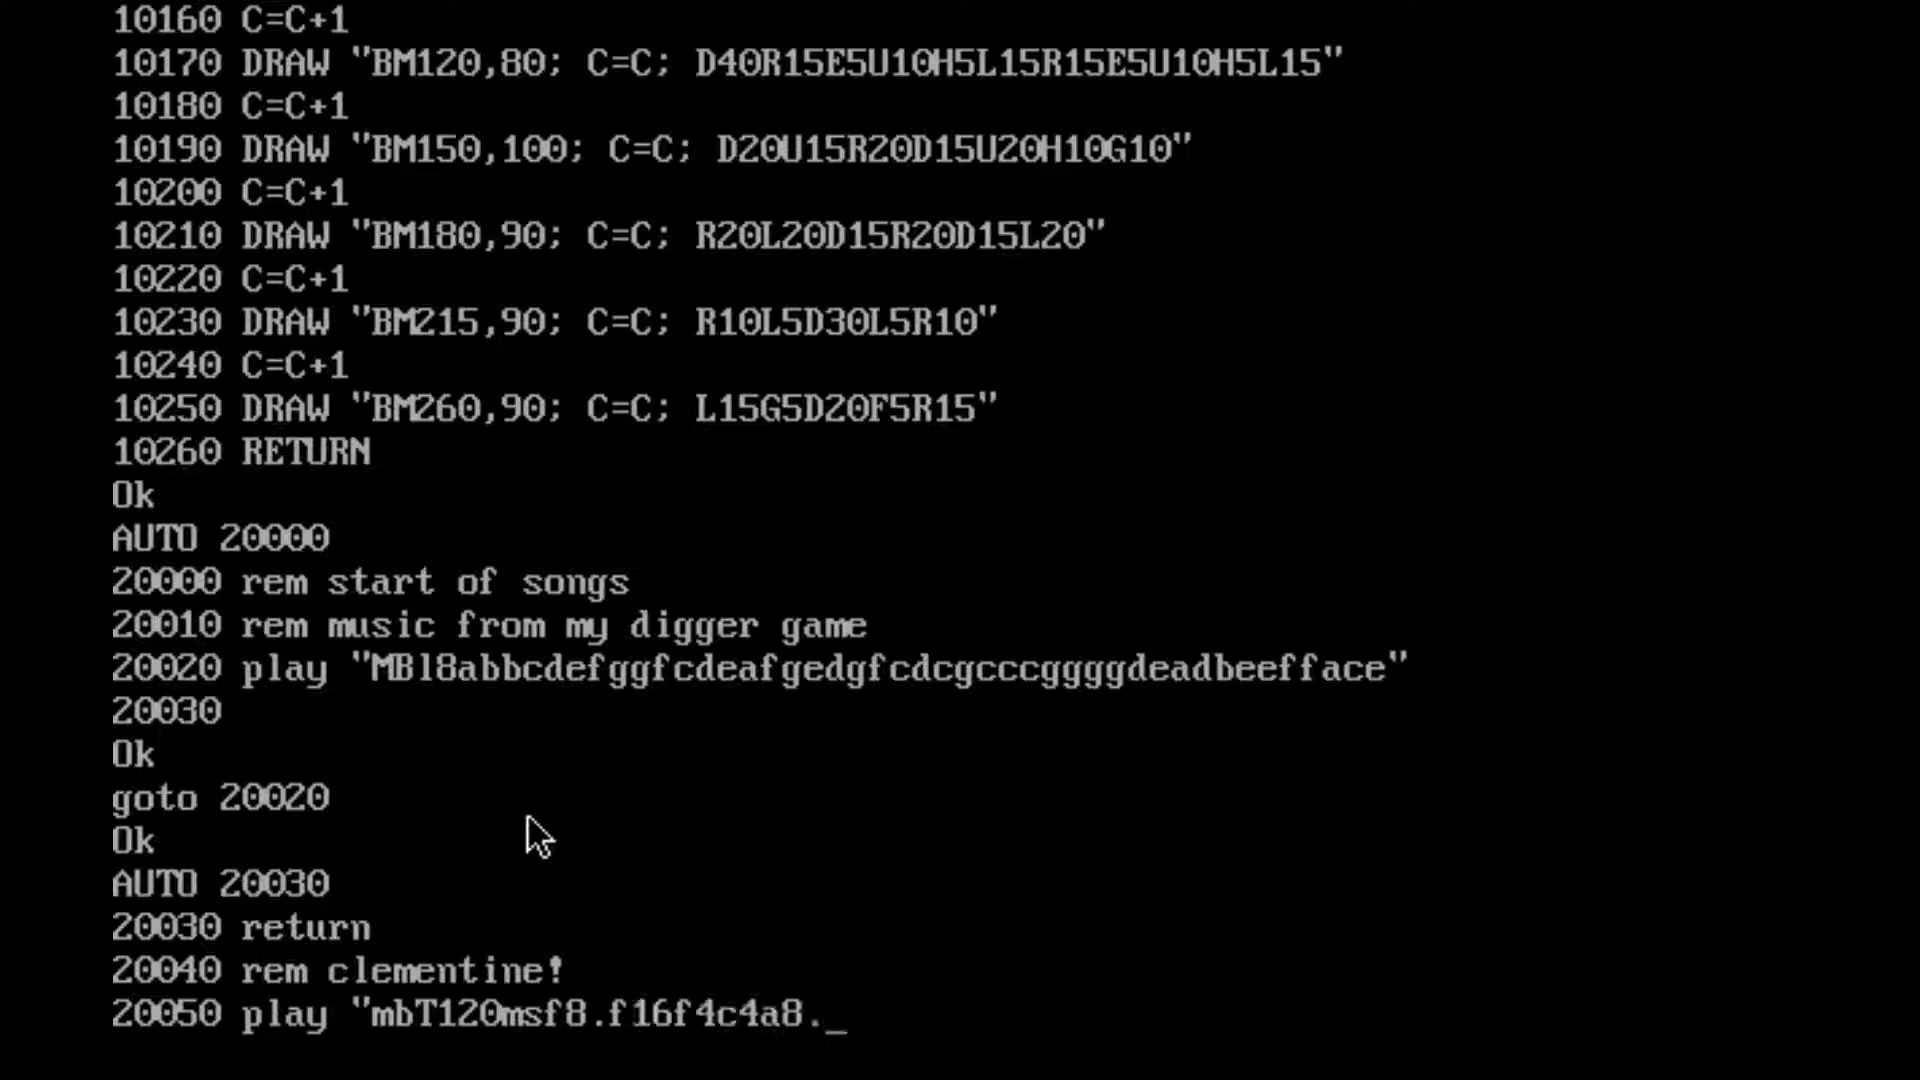 10160 C=C+1
10170 DRAW "BM120,80; C=C; D40R15E5U10H5L15R15E5U10H5L15"
10180 C=C+1
10190 DRAW "BM150,100; C=C; D20U15R20D15U20H10G10"
10200 C=C+1
10210 DRAW "BM180,90; C=C; R20L20D15R20D15L20"
10220 C=C+1
10230 DRAW "BM215,90; C=C; R10L5D30L5R10"
10240 C=C+1
10250 DRAW "BM260,90; C=C; L15G5D20F5R15"
10260 RETURN
Ok
AUTO 20000
20000 rem start of songs
20010 rem music from my digger game
20020 play "MBl8abbcdefggfcdeafgedgfcdcgcccggggdeadbeefface"
20030
Ok
goto 20020
Ok
AUTO 20030
20030 return
20040 rem clementine!
20050 play "mbT120msf8.f16f4c4a8._